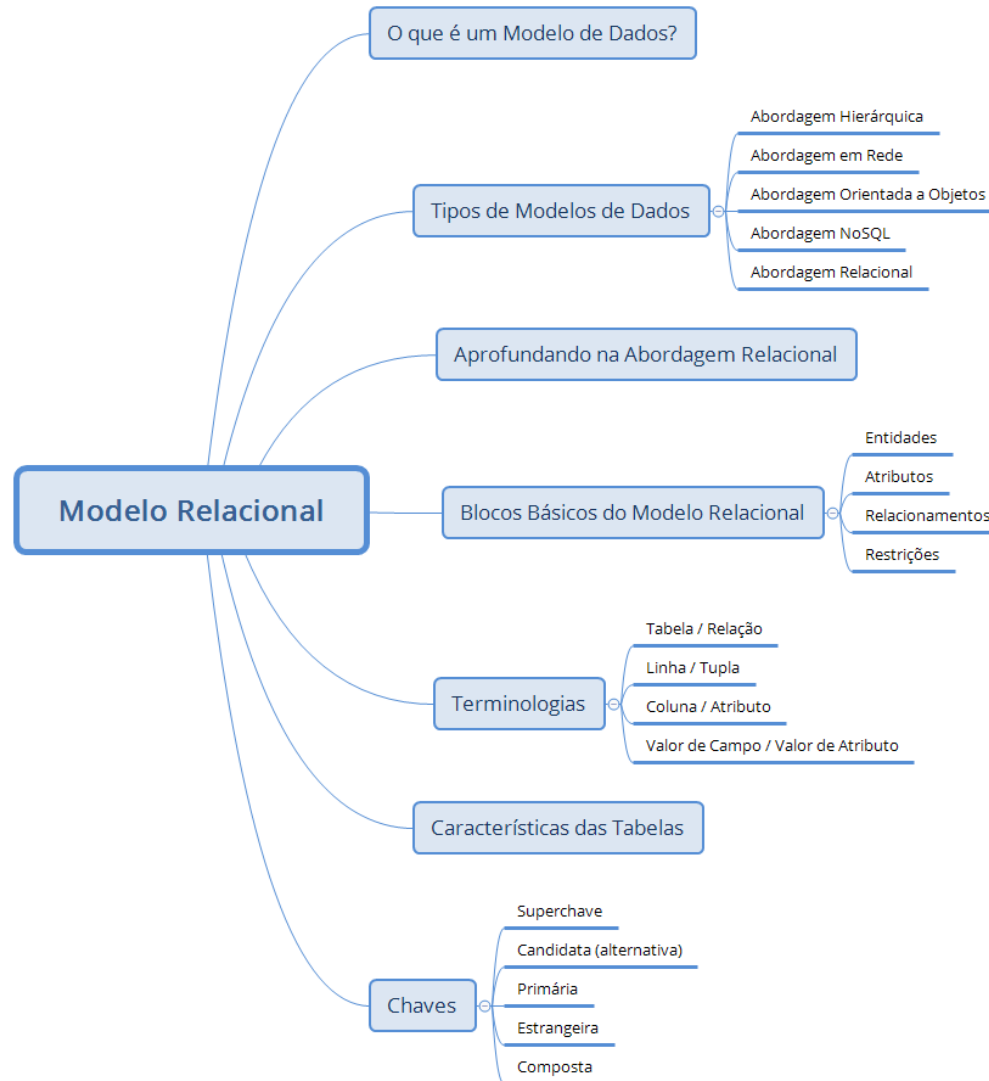 O que é um Modelo de Dados?
Tipos de Modelos de Dados
Abordagem Hierárquica
Abordagem em Rede
Abordagem Orientada a Objetos
Abordagem NoSQL
Abordagem Relacional
Aprofundando na Abordagem Relacional
Modelo Relacional
Blocos Básicos do Modelo Relacional
Entidades
Atributos
Relacionamentos
Restrições
Terminologias
Tabela / Relação
Linha / Tupla
Coluna / Atributo
Valor de Campo / Valor de Atributo
Característícas das Tabelas
Chaves
Superchave
Candidata (alternativa)
Primária
Estrangeira
Composta